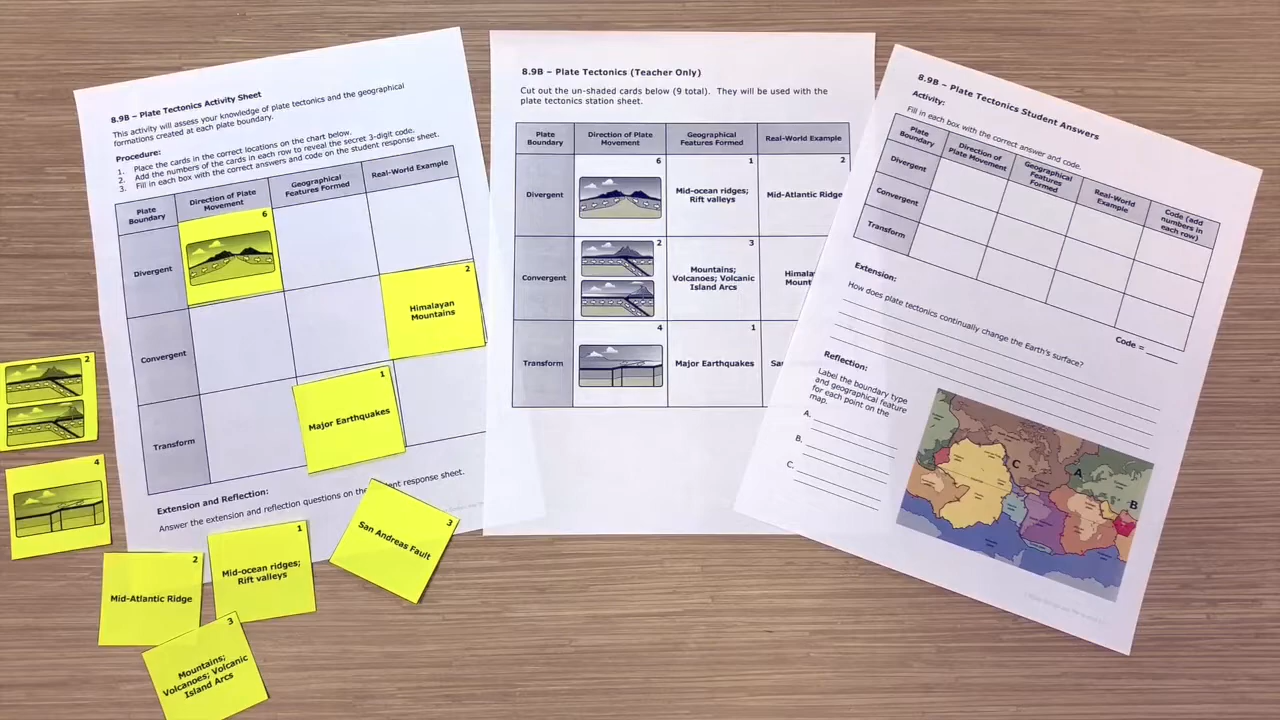 8.9B – Plate Tectonics Activity Sheet
This activity will assess your knowledge of plate tectonics and the geographical
formations created at each plate boundary.
Procedure:
1. Place the cards in the correct locations on the chart below.
2. Add the numbers of the cards in each row to reveal the secret 3-digit code.
3. Fill in each box with the correct answers and code on the student response sheet.
Plate
Boundary
Direction of Plate
Movement
Geographical
Features Formed
Real-World Example
Divergent
6
Convergent
2
Himalayan
Mountains
Transform
1
Major Earthquakes
Extension and Reflection:
Answer the extension and reflection questions on the student response sheet.
2
4
2
Mid-Atlantic Ridge
1
Mid-ocean ridges;
Rift valleys
3
San Andreas Fault
3
Mountains;
Volcanoes; Volcanic
Island Arcs
8.9B – Plate Tectonics (Teacher Only)
Cut out the un-shaded cards below (9 total). They will be used with the
plate tectonics station sheet.
Plate
Boundary
Direction of Plate
Movement
Geographical
Features Formed
Real-World Example
Divergent
6
1
Mid-ocean ridges;
Rift valleys
2
Mid-Atlantic Ridge
Convergent
2
3
Mountains;
Volcanoes; Volcanic
Island Arcs
Transform
4
1
Major Earthquakes
8.9B – Plate Tectonics Student Answers
Activity:
Fill in each box with the correct answer and code.
Plate
Boundary
Direction of
Plate Movement
Geographical
Features
Formed
Real-World
Example
Code (add
numbers in
each row)
Divergent
Convergent
Transform
Code =
Extension:
How does plate tectonics continually change the Earth's surface?
Reflection:
Label the boundary type
and geographical feature
for each point on the
map.
A.
B.
C.
C
A
B